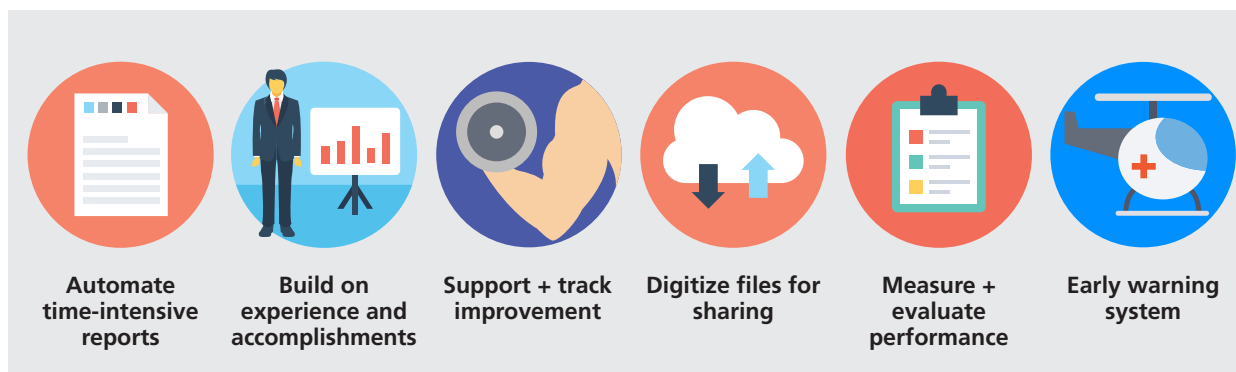 Automate
time-intensive
reports
Build on
experience and
accomplishments
Support + track
improvement
Digitize files for
sharing
Measure +
evaluate
performance
Early warning
system